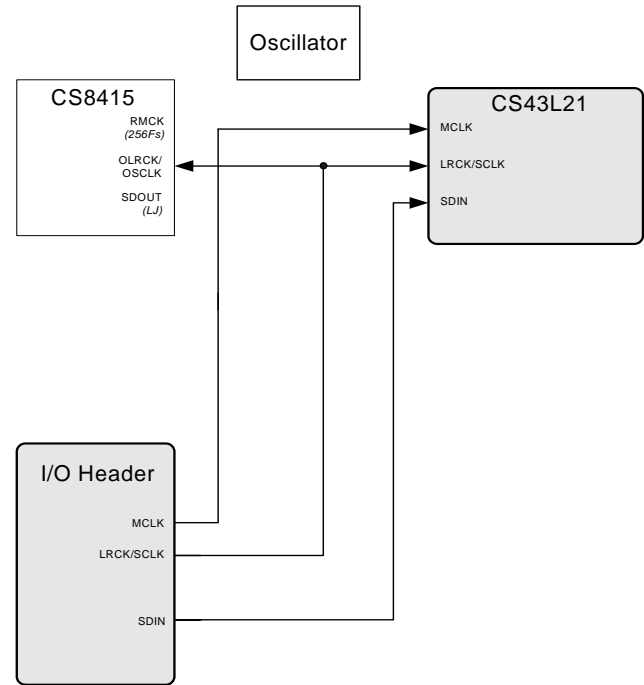 Oscillator
CS8415
RMCK
(256Fs)
OLRCK/
OSCLK
SDOUT
(LJ)
CS43L21
MCLK
LRCK/SCLK
SDIN
I/O Header
MCLK
LRCK/SCLK
SDIN